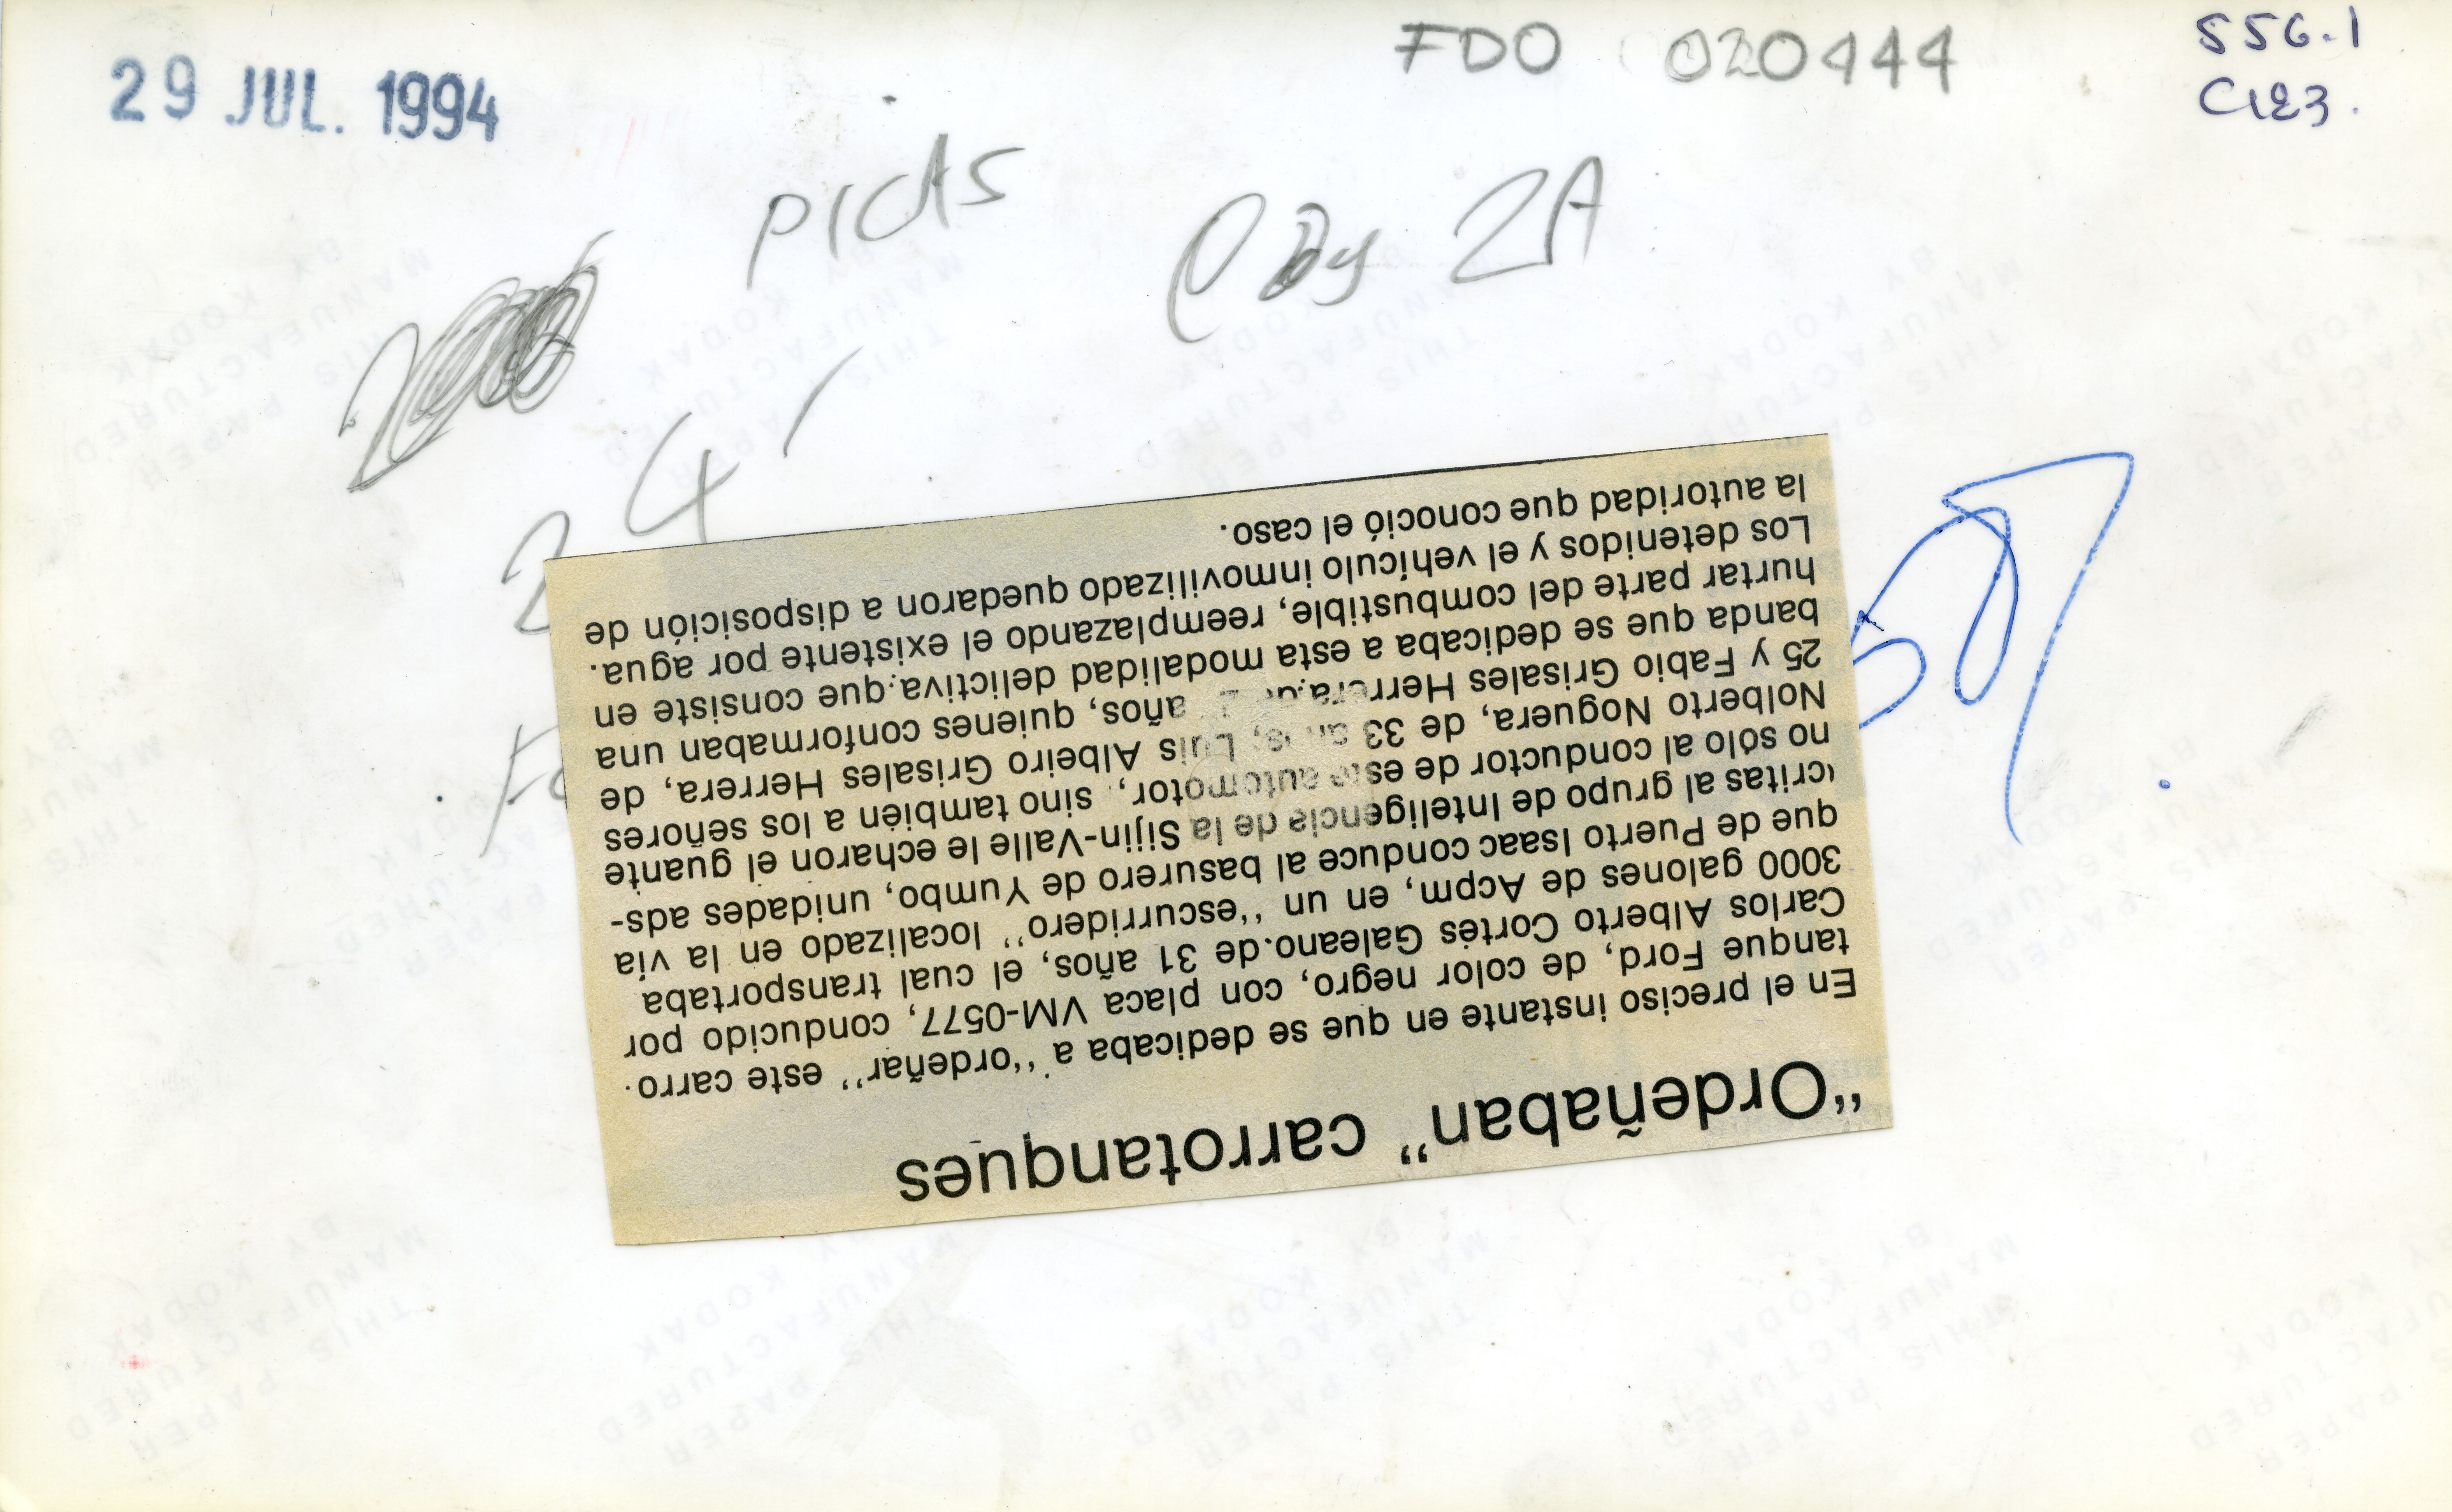 29 JUL. 1994
FDO 020444
556.1
C123.
PICAS
24
"Ordeñaban" carrotanques
En el preciso instante en que se dedicaba a "ordeñar" este carro.
tanque Ford, de color negro, con placa VM-0577, conducido por
Carlos Alberto Cortés Galeano.de 31 años, el cual transportaba
3000 galones de Acpm, en un "escurridero" localizado en la vía
que de Puerto Isaac conduce al basurero de Yumbo, unidades ads-
critas al grupo de Inteligencia de la Sijin-Valle le echaron el guante
no sólo al conductor de este automotor, sino también a los señores
Nolberto Noguera, de 33 Luis Albeiro Grisales Herrera, de
25 y Fabio Grisales Herrera, años, quienes conformaban una
banda que se dedicaba a esta modalidad delictiva.que consiste en
hurtar parte del combustible, reemplazando el existente por agua.
Los detenidos y el vehículo inmovilizado quedaron a disposición de
la autoridad que conoció el caso.
THIS PAPER
MANUFACTURED
BY KODAK